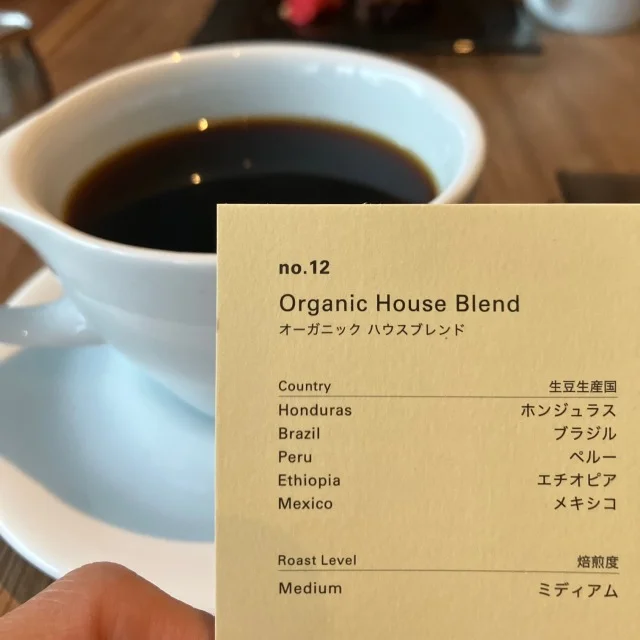 no.12
Organic House Blend
オーガニック ハウスブレンド
Country 生豆生産国
Honduras ホンジュラス
Brazil ブラジル
Peru ペルー
Ethiopia エチオピア
Mexico メキシコ
Roast Level 焙煎度
Medium ミディアム